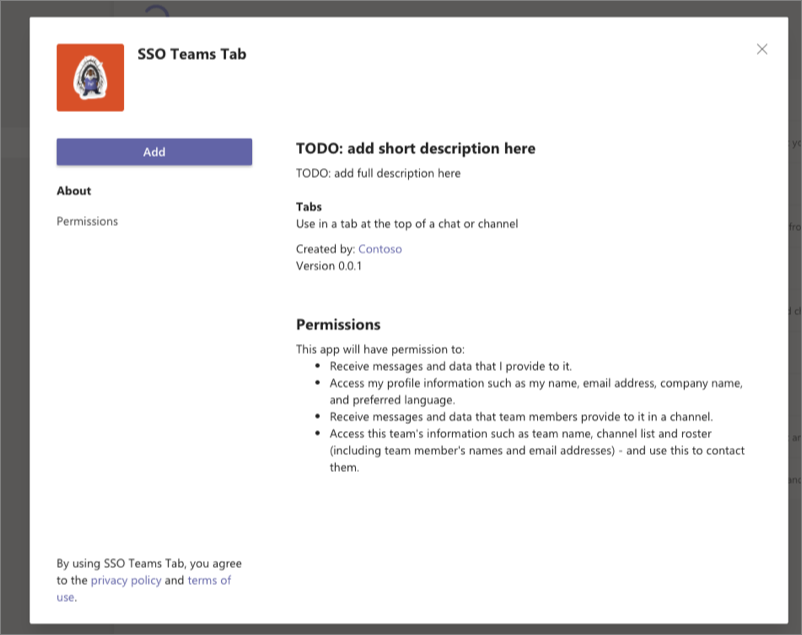 SSO Teams Tab
Add
About
Permissions
TODO: add short description here
TODO: add full description here
Tabs
Use in a tab at the top of a chat or channel
Created by: Contoso
Version 0.0.1
Permissions
This app will have permission to:
• Receive messages and data that I provide to it.
• Access my profile information such as my name, email address, company name,
and preferred language.
• Receive messages and data that team members provide to it in a channel.
• Access this team's information such as team name, channel list and roster
(including team member's names and email addresses) - and use this to contact
them.
By using SSO Teams Tab, you agree
to the privacy policy and terms of
use.